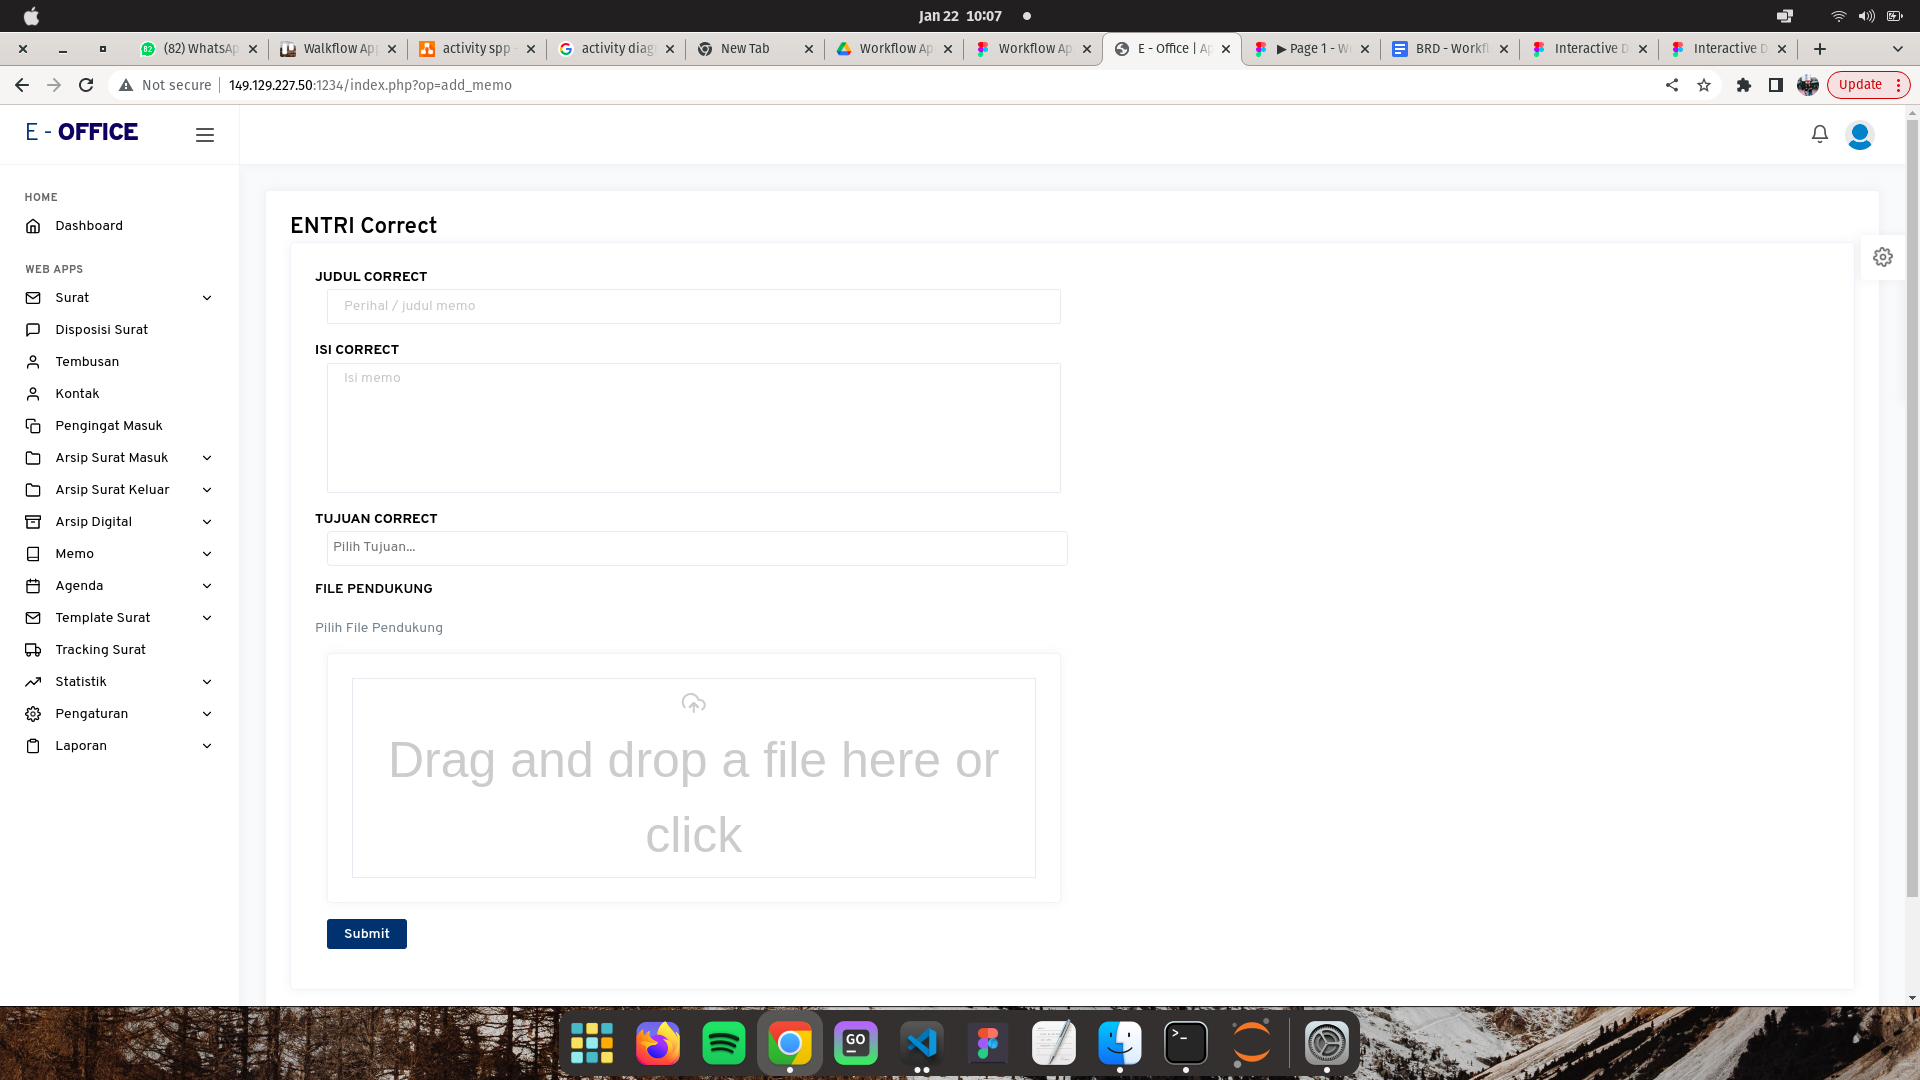 Jan 22 10:07
(82) WhatsAp
Walkflow Ap
activity spp
activity diag
New Tab
Workflow Ap
Workflow Ap
E - Office | Ap
▶ Page 1 - W
BRD - Workfl
Interactive D
Interactive D
Not secure
149.129.227.50:1234/index.php?op=add_memo
Update
E - OFFICE
HOME
Dashboard
WEB APPS
Surat
Disposisi Surat
Tembusan
Kontak
Pengingat Masuk
Arsip Surat Masuk
Arsip Surat Keluar
Arsip Digital
Memo
Agenda
Template Surat
Tracking Surat
Statistik
Pengaturan
Laporan
ENTRI Correct
JUDUL CORRECT
Perihal / judul memo
ISI CORRECT
Isi memo
TUJUAN CORRECT
Pilih Tujuan...
FILE PENDUKUNG
Pilih File Pendukung
Drag and drop a file here or
click
Submit
GO